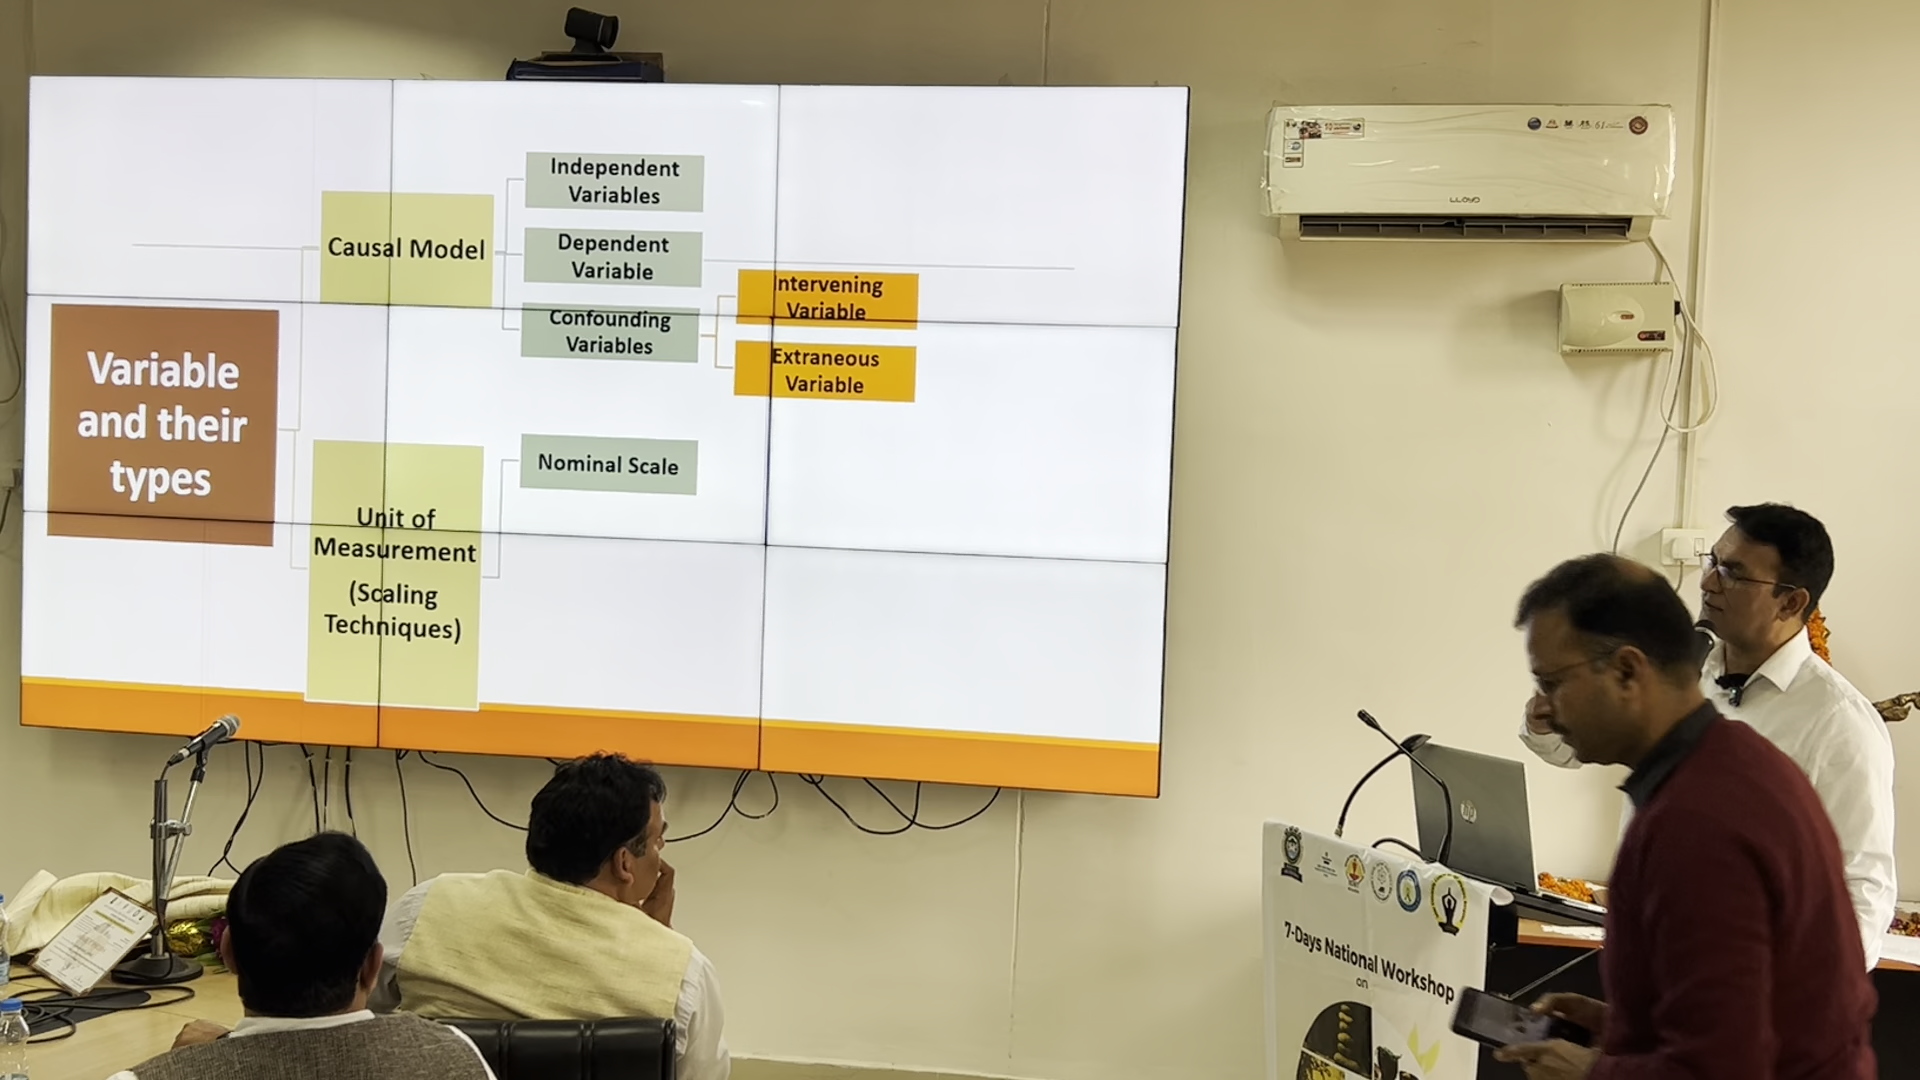 Independent
Variables
Causal Model
Dependent
Variable
Intervening
Variable
Confounding
Variables
Extraneous
Variable
Variable
and their
types
Nominal Scale
Unit of
Measurement
(Scaling
Techniques)
LLOYD
hp
7-Days National Workshop
on